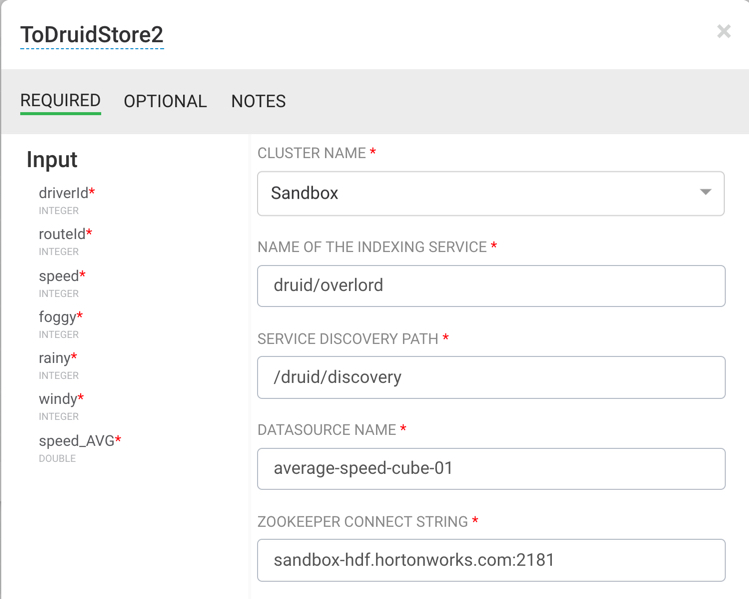 ToDruidStore2
×
REQUIRED OPTIONAL NOTES
Input
driverId*
INTEGER
routeId*
INTEGER
speed*
INTEGER
foggy*
INTEGER
rainy*
INTEGER
windy*
INTEGER
speed_AVG*
DOUBLE
CLUSTER NAME *
Sandbox
NAME OF THE INDEXING SERVICE *
druid/overlord
SERVICE DISCOVERY PATH *
/druid/discovery
DATASOURCE NAME *
average-speed-cube-01
ZOOKEEPER CONNECT STRING *
sandbox-hdf.hortonworks.com:2181